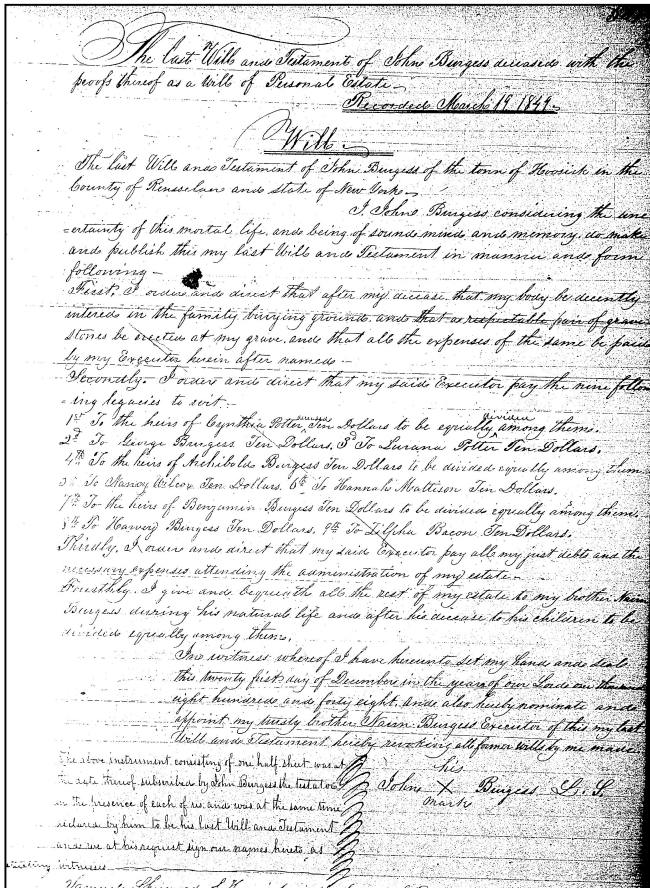 The last Will and Testament of John Burgess deceased with the
proofs thereof as a Will of Personal Estate
Recorded March 19 1849.
Will
The last Will and Testament of John Burgess of the town of Hoosick in the
County of Rensselaer and state of New York
I, John Burgess, considering the unc
=ertainty of this mortal life, and being of sound mind and memory, do make
and publish this my last Will and Testament in manner and form
following
First, I order and direct that after my decease that my body be decently
intered in the family burying ground, and that a respectable pair of grave
stones be erected at my grave, and that all the expenses of the same be paid
by my Executor herein after named
Secondly. I order and direct that my said Executor pay the nine follow
=ing legacies to wit
1st To the heirs of Cynthia Potter deceased Ten Dollars to be equally divided among them.
2d To George Burgess Ten Dollars. 3d To Lurana Potter Ten Dollars.
4th To the heirs of Archibald Burgess Ten Dollars to be divided equally among them
5th To Nancy Wilcox Ten Dollars. 6th To Hannah Mattison Ten Dollars.
7th To the heirs of Benjamin Burgess Ten Dollars to be divided equally among them.
8th To Burgess Ten Dollars. 9th To Zilpha Bacon Ten Dollars.
Thirdly. I order and direct that my said Executor pay all my just debts and the
necessary expenses attending the administration of my estate
Fourthly. I give and bequeath all the rest of my estate to my brother Nairn
Burgess during his natural life and after his decease to his children to be
divided equally among them.
In witness whereof I have hereunto set my hand and seal
this twenty first day of December in the year of our Lord one thousand
eight hundred and forty eight, and also hereby nominate and
appoint my trusty brother Nairn Burgess Executor of this my last
Will and Testament hereby revoking all former wills by me made
his
John X Burgess L. S.
mark
The above instrument consisting of one half sheet was at
the date thereof subscribed by John Burgess the testator
in the presence of each of us and was at the same time
declared by him to be his last Will and Testament
and we at his request sign our names hereto as
attesting witnesses